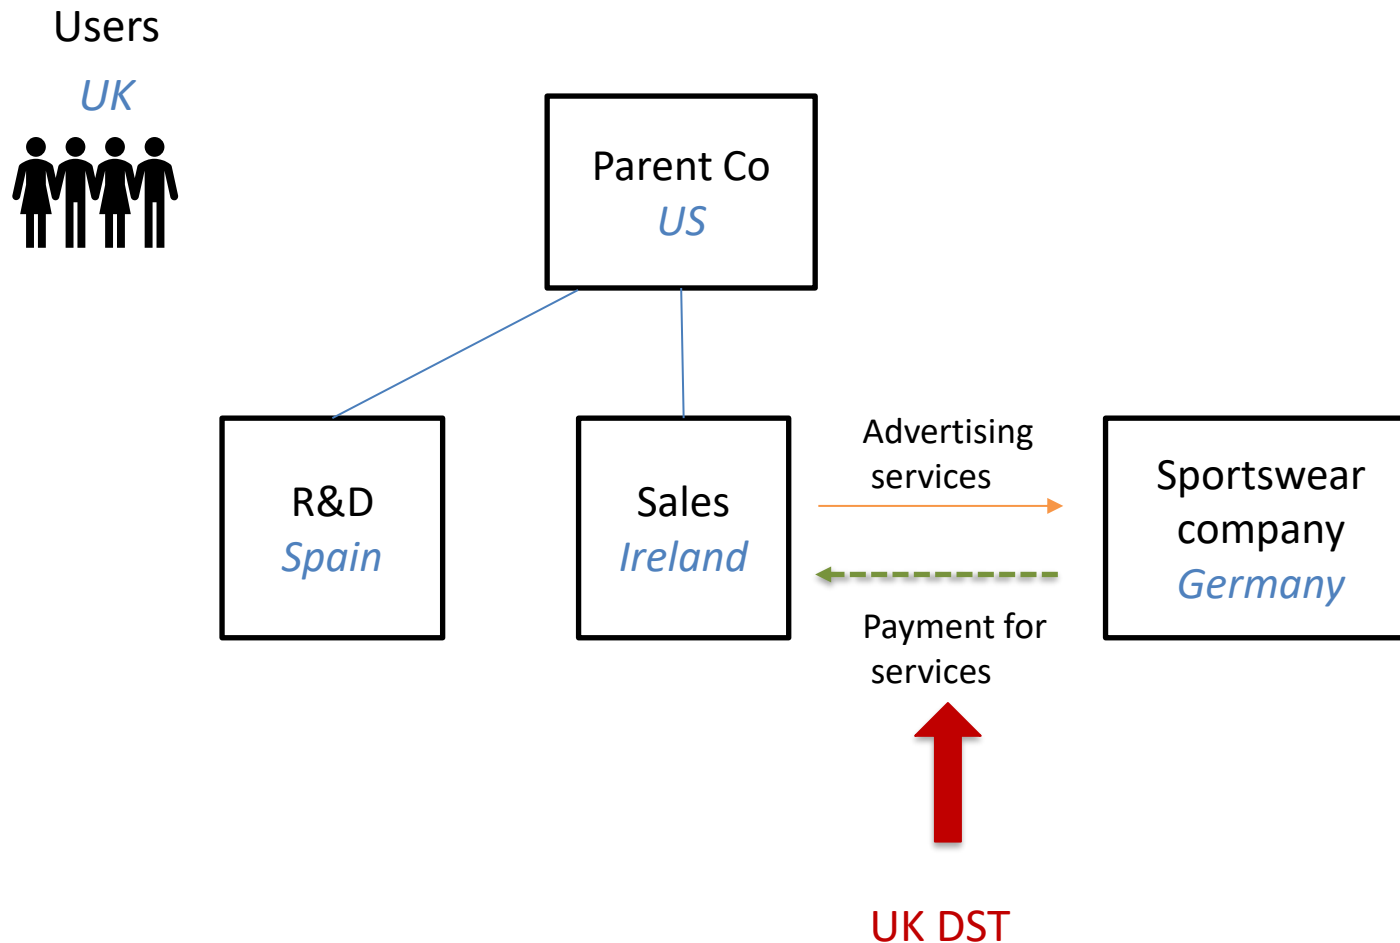 Users
UK
Parent Co
US
R&D
Spain
Sales
Ireland
Advertising
services
Payment for
services
Sportswear
company
Germany
UK DST